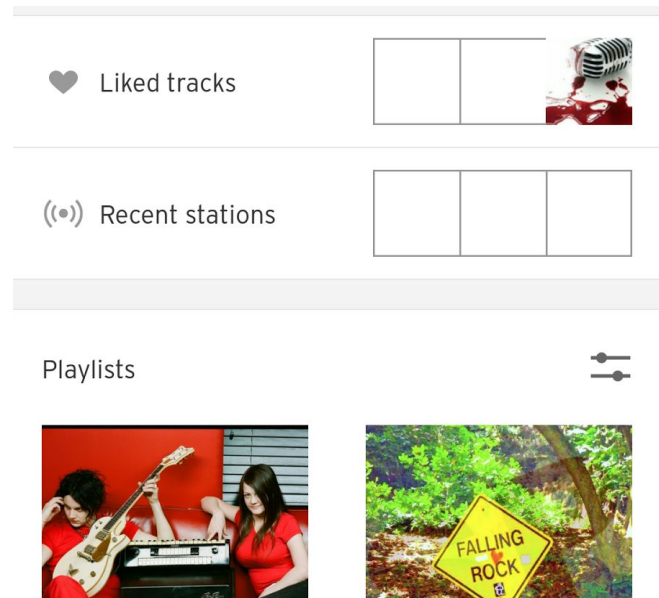 Liked tracks
Recent stations
Playlists
FALLING
ROCK